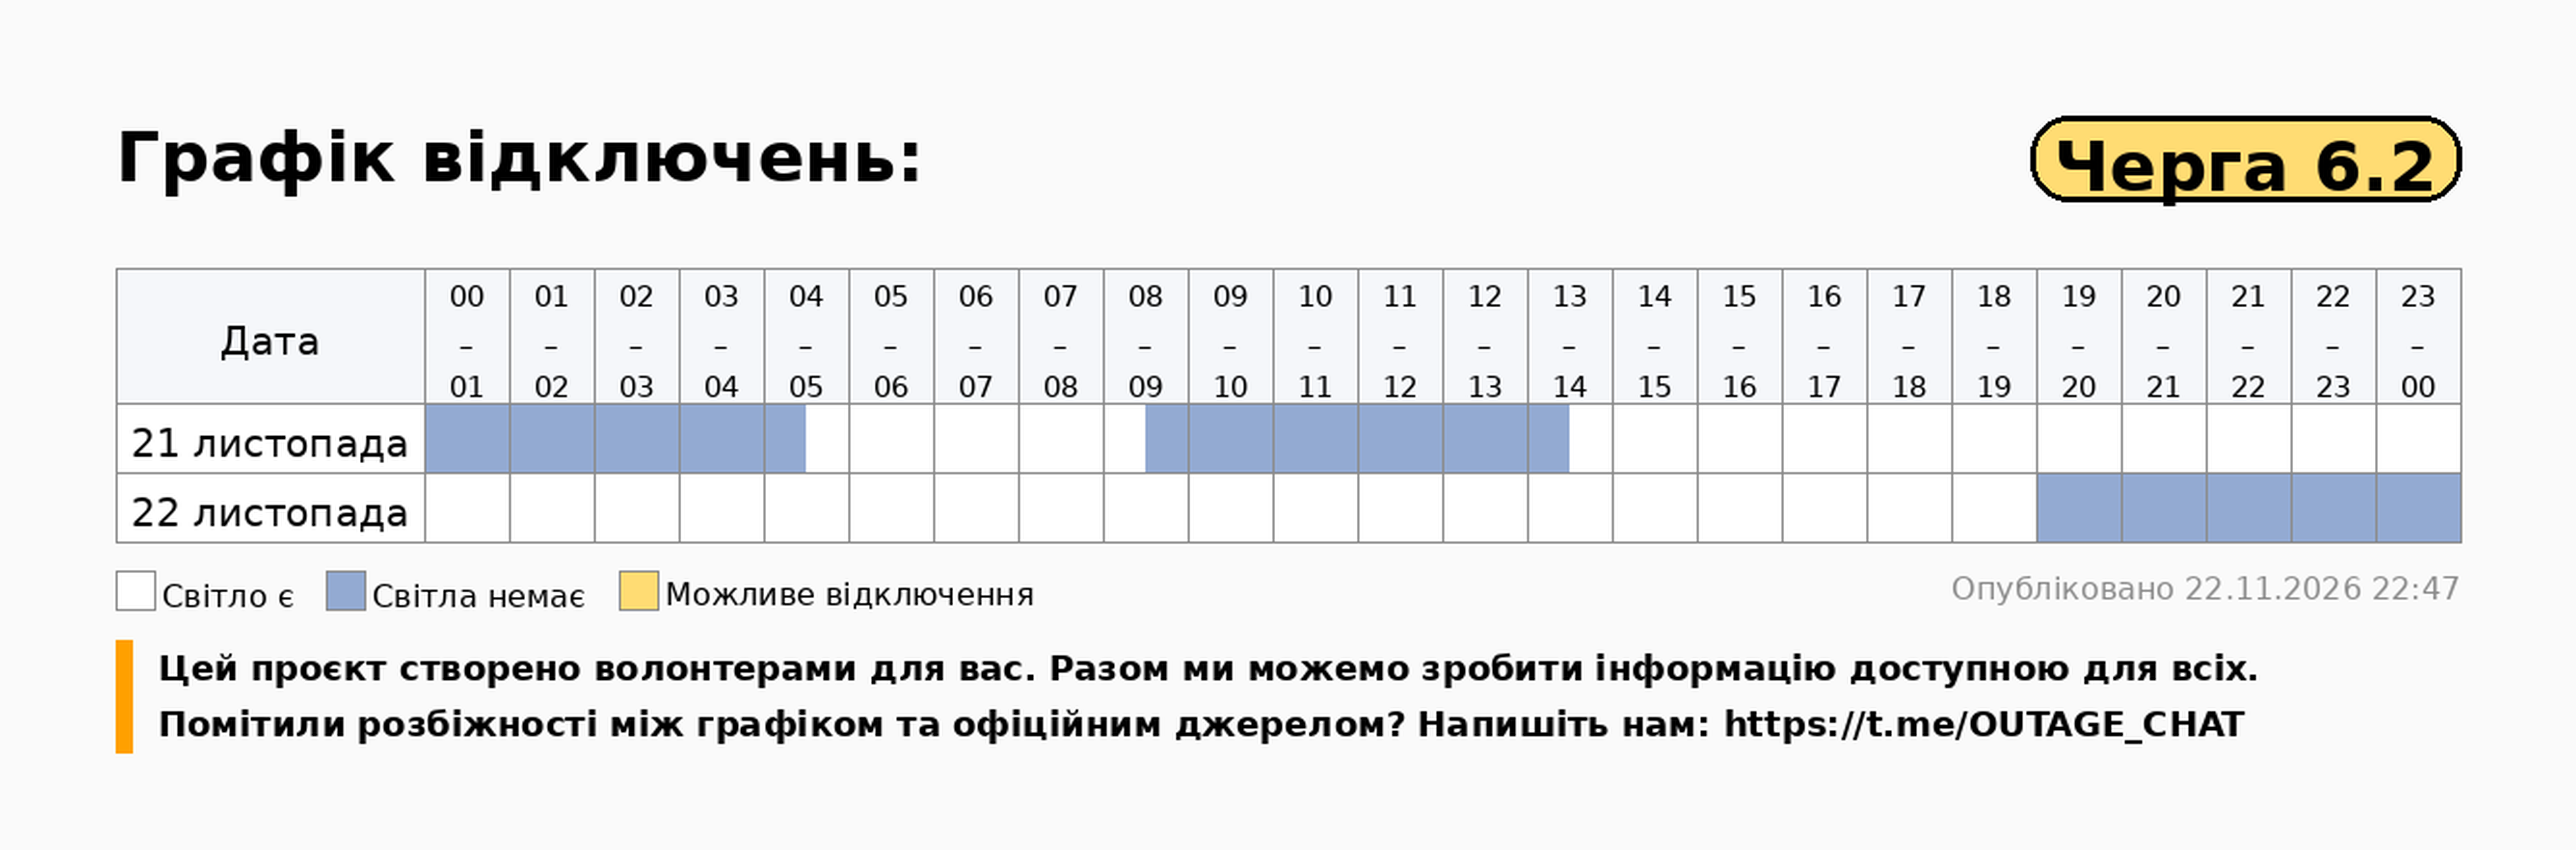 Графік відключень:
Черга 6.2
Дата 00 – 01 01 – 02 02 – 03 03 – 04 04 – 05 05 – 06 06 – 07 07 – 08 08 – 09 09 – 10 10 – 11 11 – 12 12 – 13 13 – 14 14 – 15 15 – 16 16 – 17 17 – 18 18 – 19 19 – 20 20 – 21 21 – 22 22 – 23 23 – 00
21 листопада
22 листопада
Світло є Світла немає Можливе відключення
Опубліковано 22.11.2026 22:47
Цей проєкт створено волонтерами для вас. Разом ми можемо зробити інформацію доступною для всіх.
Помітили розбіжності між графіком та офіційним джерелом? Напишіть нам: https://t.me/OUTAGE_CHAT